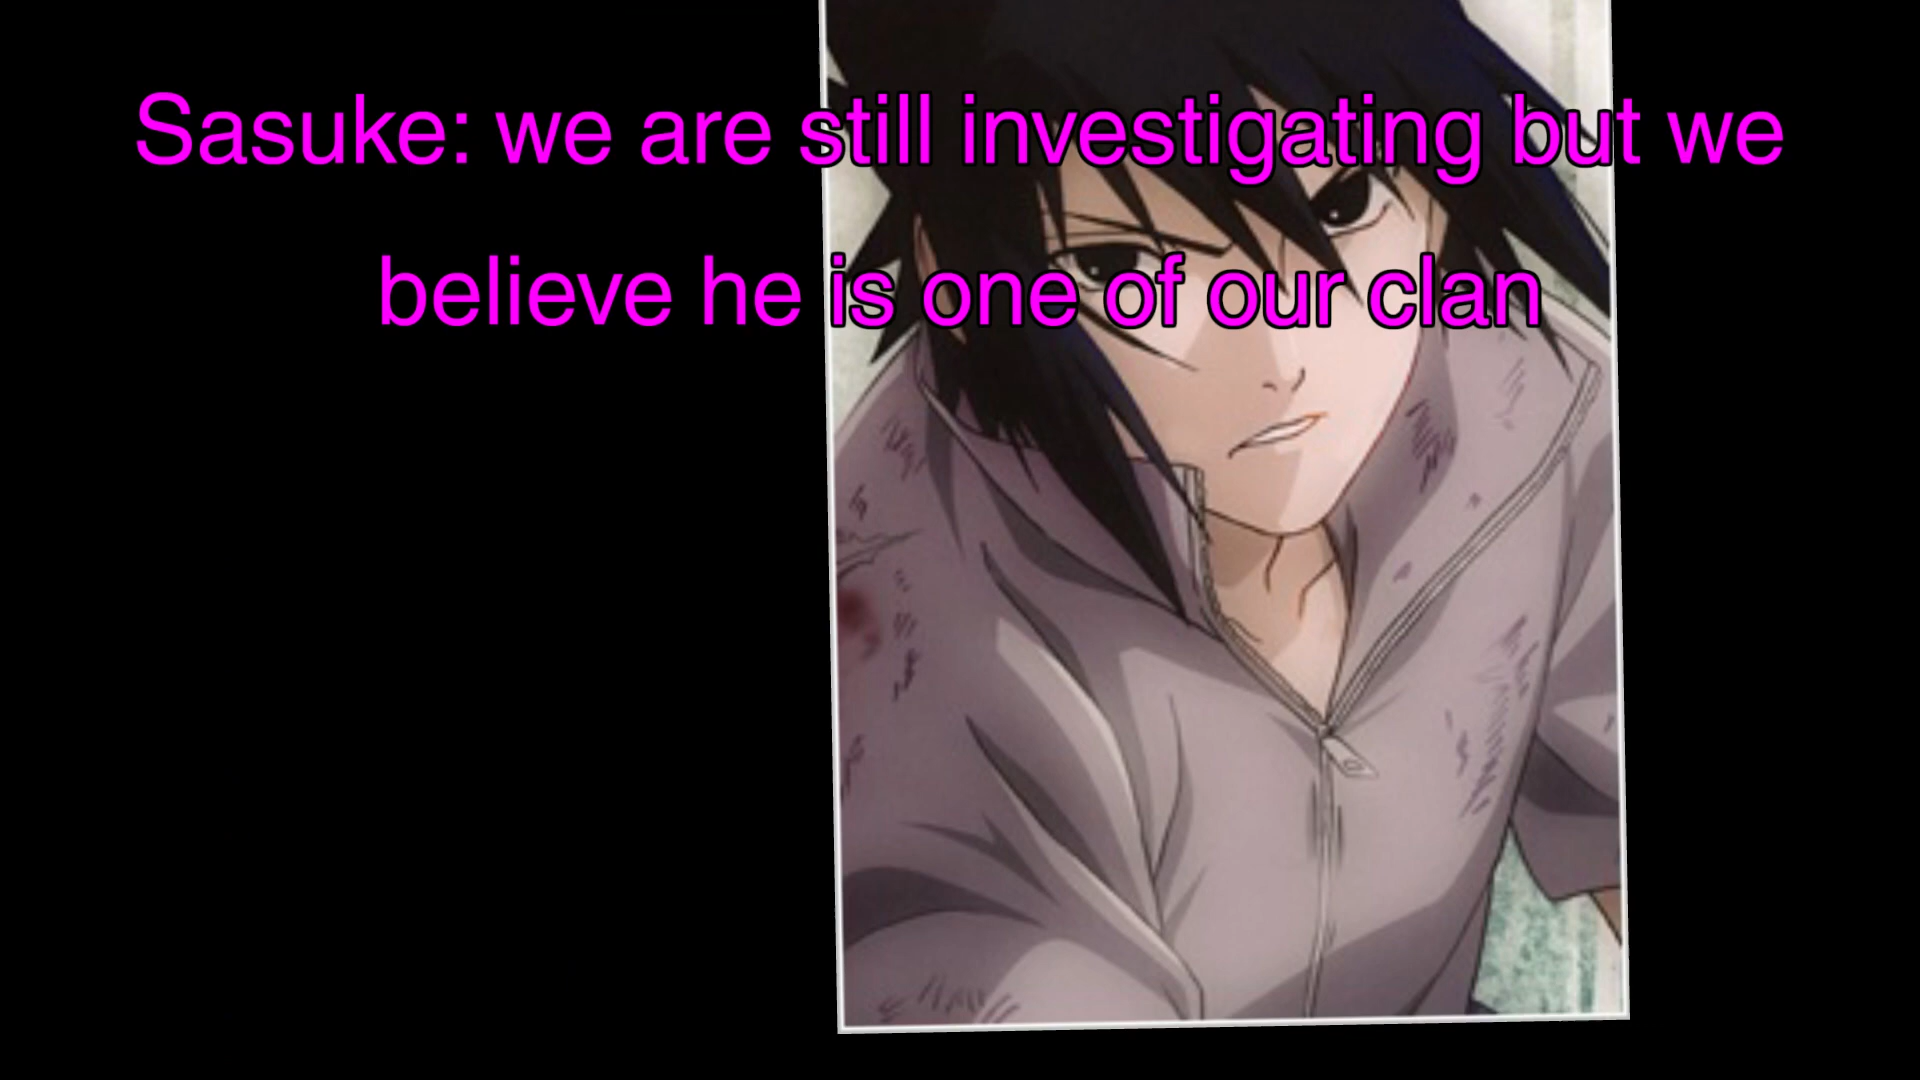 Sasuke: we are still investigating but we
believe he is one of our clan